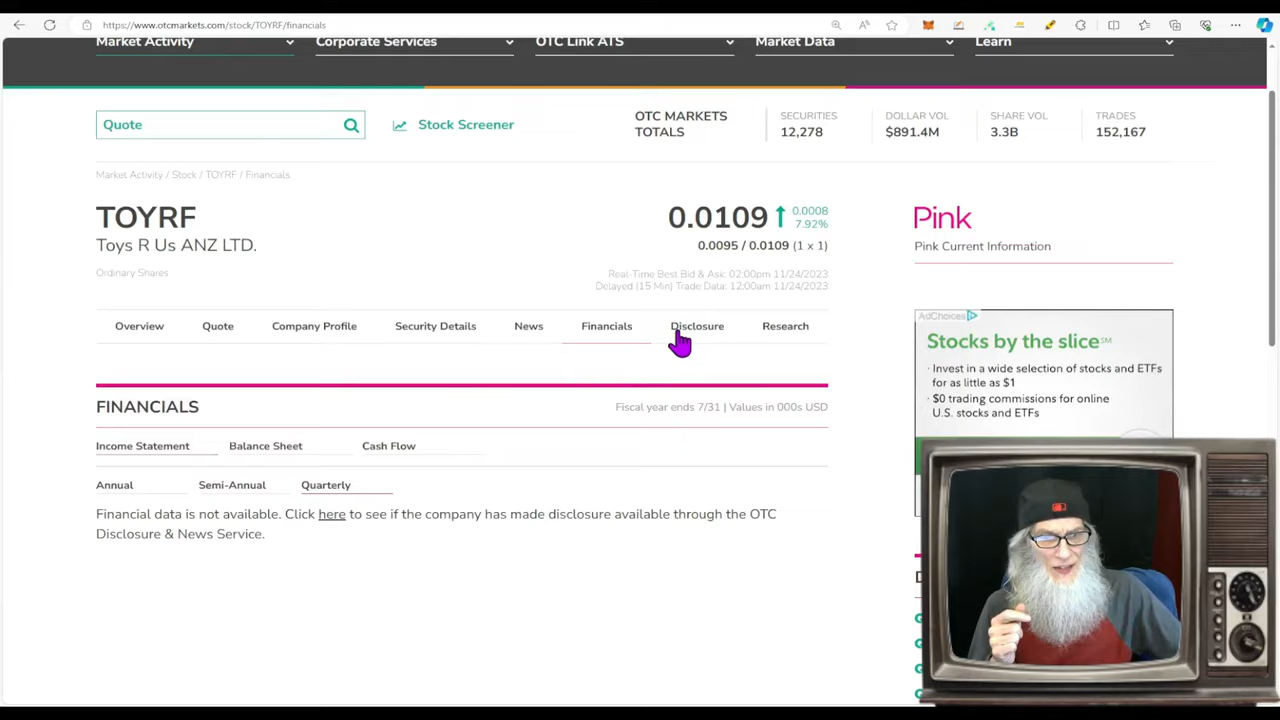 https://www.otcmarkets.com/stock/TOYRF/financials
Market Activity
Corporate Services
OTC Link ATS
Market Data
Learn
Quote
Stock Screener
OTC MARKETS TOTALS
SECURITIES
12,278
DOLLAR VOL
$891.4M
SHARE VOL
3.3B
TRADES
152,167
Market Activity / Stock / TOYRF / Financials
TOYRF
Toys R Us ANZ LTD.
Ordinary Shares
0.0109
0.0008
7.92%
0.0095 / 0.0109 (1 x 1)
Real-Time Best Bid & Ask: 02:00pm 11/24/2023
Delayed (15 Min) Trade Data: 12:00am 11/24/2023
Pink
Pink Current Information
Overview
Quote
Company Profile
Security Details
News
Financials
Disclosure
Research
FINANCIALS
Fiscal year ends 7/31 | Values in 000s USD
Income Statement
Balance Sheet
Cash Flow
Annual
Semi-Annual
Quarterly
Financial data is not available. Click here to see if the company has made disclosure available through the OTC
Disclosure & News Service.
AdChoices
Stocks by the slice℠
• Invest in a wide selection of stocks and ETFs
for as little as $1
• $0 trading commissions for online
U.S. stocks and ETFs